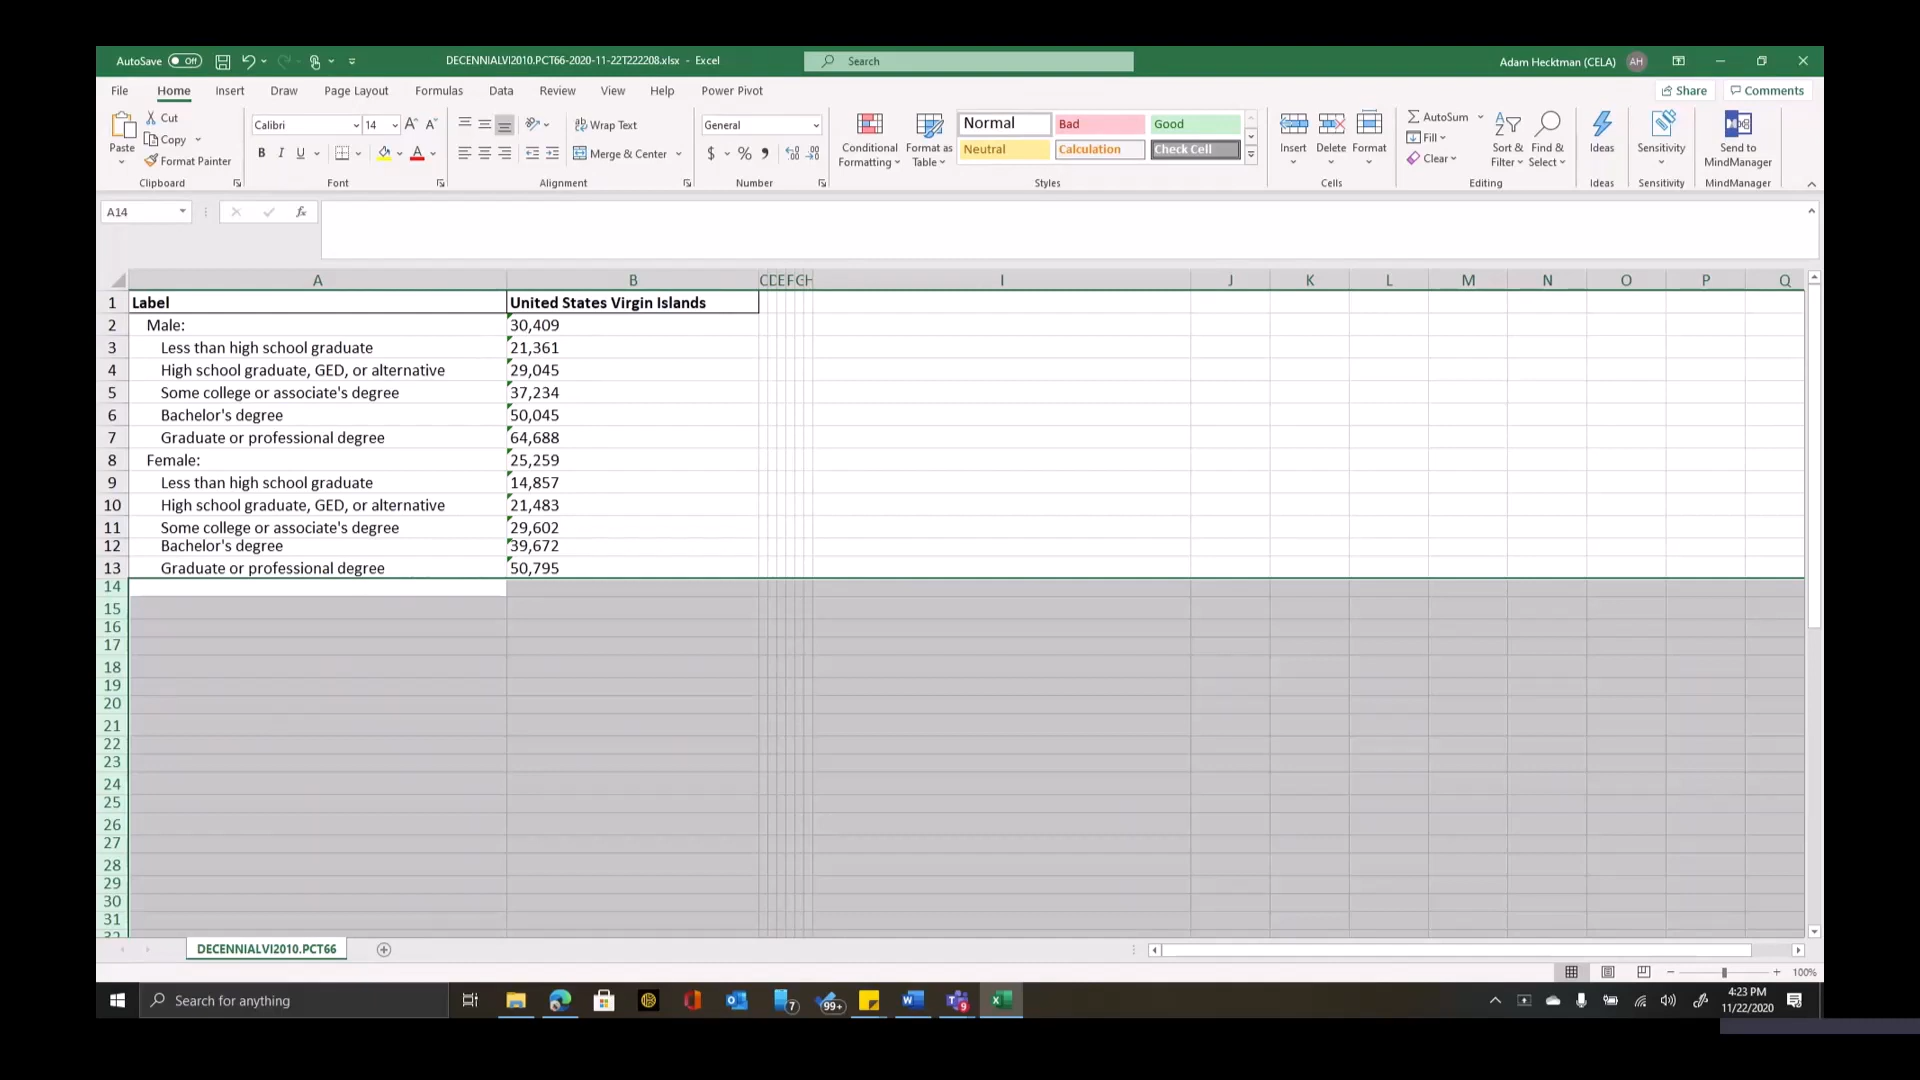 AutoSave Off DECENNIALVI2010.PCT66-2020-11-22T222208.xlsx - Excel Search Adam Hecktman (CELA) AH
File Home Insert Draw Page Layout Formulas Data Review View Help Power Pivot Share Comments
Paste Cut Copy Format Painter
Clipboard
Calibri 14
B I U
Font
Wrap Text
Merge & Center
Alignment
General
$ % ,
Number
Conditional Formatting
Format as Table
Normal Bad Good
Neutral Calculation Check Cell
Styles
Insert Delete Format
Cells
AutoSum
Fill
Clear
Sort & Filter
Find & Select
Editing
Ideas
Ideas
Sensitivity
Sensitivity
Send to MindManager
MindManager
A14 fx
A B C D E F G H I J K L M N O P Q
1 Label United States Virgin Islands
2 Male: 30,409
3 Less than high school graduate 21,361
4 High school graduate, GED, or alternative 29,045
5 Some college or associate's degree 37,234
6 Bachelor's degree 50,045
7 Graduate or professional degree 64,688
8 Female: 25,259
9 Less than high school graduate 14,857
10 High school graduate, GED, or alternative 21,483
11 Some college or associate's degree 29,602
12 Bachelor's degree 39,672
13 Graduate or professional degree 50,795
14
15
16
17
18
19
20
21
22
23
24
25
26
27
28
29
30
31
32
DECENNIALVI2010.PCT66
100%
Search for anything 7 99+ 9 4:23 PM
11/22/2020